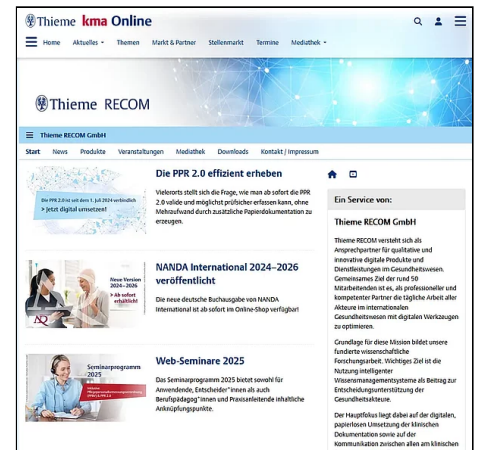 Thieme kma Online
Home Aktuelles Themen Markt & Partner Stellenmarkt Termine Mediathek
Thieme RECOM
Thieme RECOM GmbH
Start News Produkte Veranstaltungen Mediathek Downloads Kontakt / Impressum
Die PPR 2.0 ist seit dem 1. Juli 2024 verbindlich
> Jetzt digital umsetzen!
Die PPR 2.0 effizient erheben
Vielerorts stellt sich die Frage, wie man ab sofort die PPR
2.0 valide und möglichst prüfsicher erfassen kann, ohne
Mehraufwand durch zusätzliche Papierdokumentation zu
erzeugen.
Neue Version
2024–2026
> Ab sofort
erhältlich!
NANDA International 2024–2026
veröffentlicht
Die neue deutsche Buchausgabe von NANDA
International ist ab sofort im Online-Shop verfügbar!
Seminarprogramm
2025
Web-Seminare 2025
Das Seminarprogramm 2025 bietet sowohl für
Anwendende, Entscheider*innen als auch
Berufspädagog*innen und Praxisanleitende inhaltliche
Anknüpfungspunkte.
Ein Service von:
Thieme RECOM GmbH
Thieme RECOM versteht sich als
Ansprechpartner für qualitative und
innovative digitale Produkte und
Dienstleistungen im Gesundheitswesen.
Gemeinsames Ziel der rund 50
Mitarbeitenden ist es, als professioneller und
kompetenter Partner die tägliche Arbeit aller
Akteure im internationalen
Gesundheitswesen mit digitalen Werkzeugen
zu optimieren.
Grundlage für diese Mission bildet unsere
fundierte wissenschaftliche
Forschungsarbeit. Wichtiges Ziel ist die
Nutzung intelligenter
Wissensmanagementsysteme als Beitrag zur
Entscheidungsunterstützung der
Gesundheitsakteure.
Der Hauptfokus liegt dabei auf der digitalen,
papierlosen Umsetzung der klinischen
Dokumentation sowie auf der
Kommunikation zwischen allen am klinischen